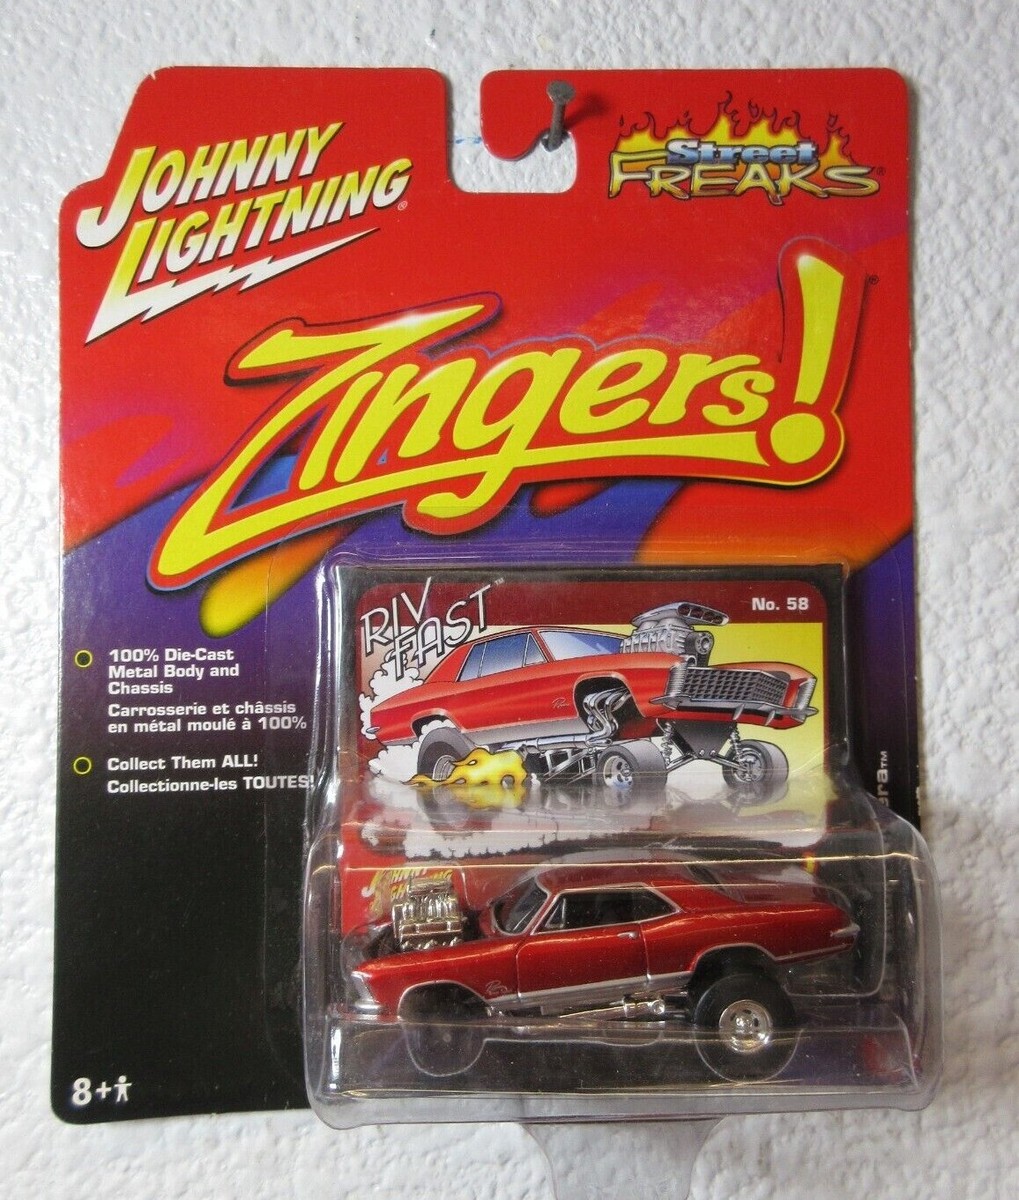 JOHNNY
LIGHTNING®
Street
FREAKS®
Zingers!®
RIV
FAST™
No. 58
100% Die-Cast
Metal Body and
Chassis
Carrosserie et châssis
en métal moulé à 100%
Collect Them ALL!
Collectionne-les TOUTES!
8+